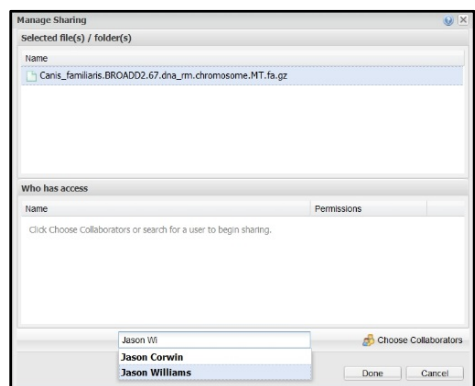 Manage Sharing
Selected file(s) / folder(s)
Name
Canis_familiaris.BROADD2.67.dna_rm.chromosome.MT.fa.gz
Who has access
Name Permissions
Click Choose Collaborators or search for a user to begin sharing.
Jason Wi Choose Collaborators
Jason Corwin
Jason Williams
Done Cancel